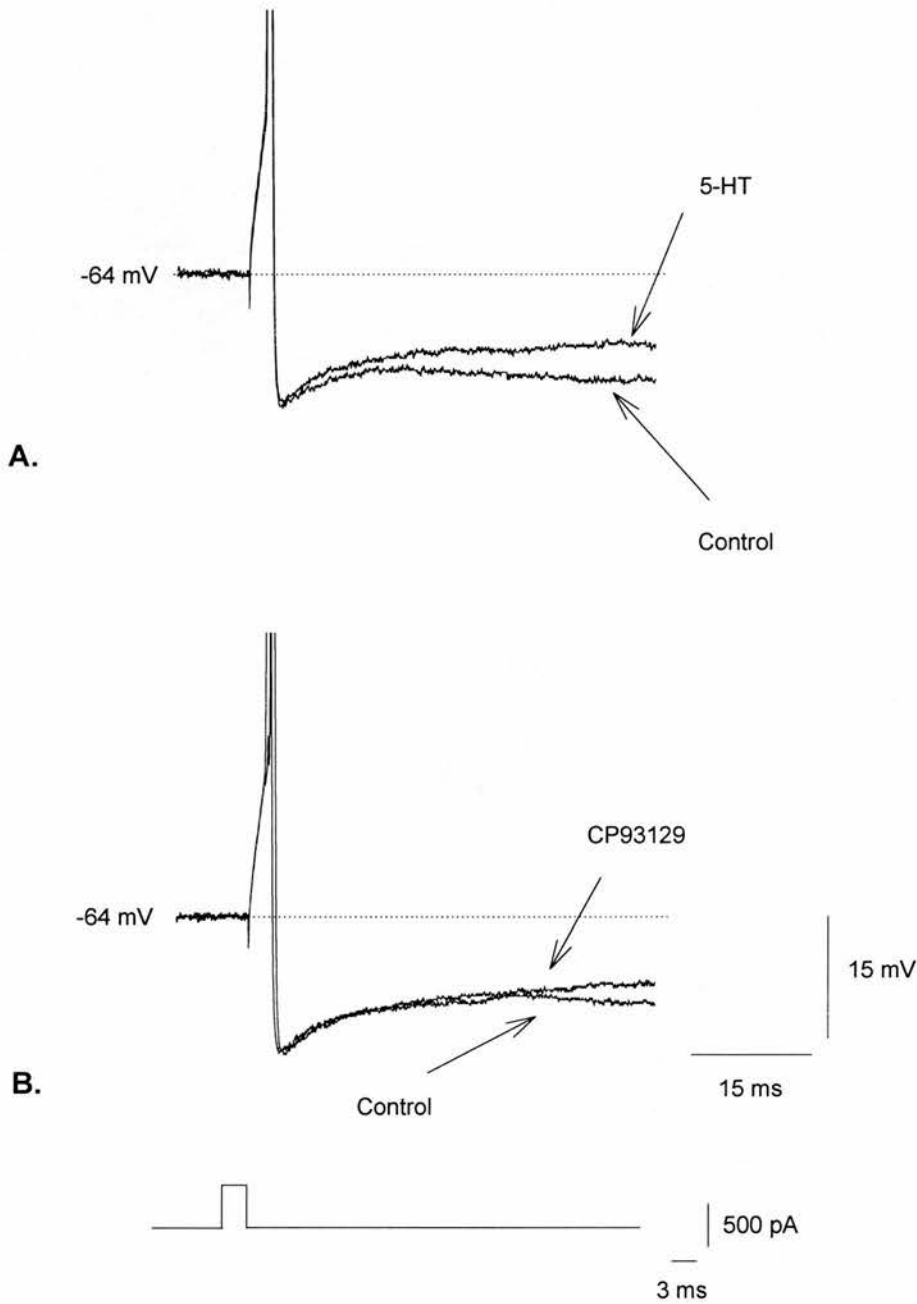 5-HT
-64 mV
A.
Control
CP93129
-64 mV
15 mV
15 ms
B.
Control
500 pA
3 ms